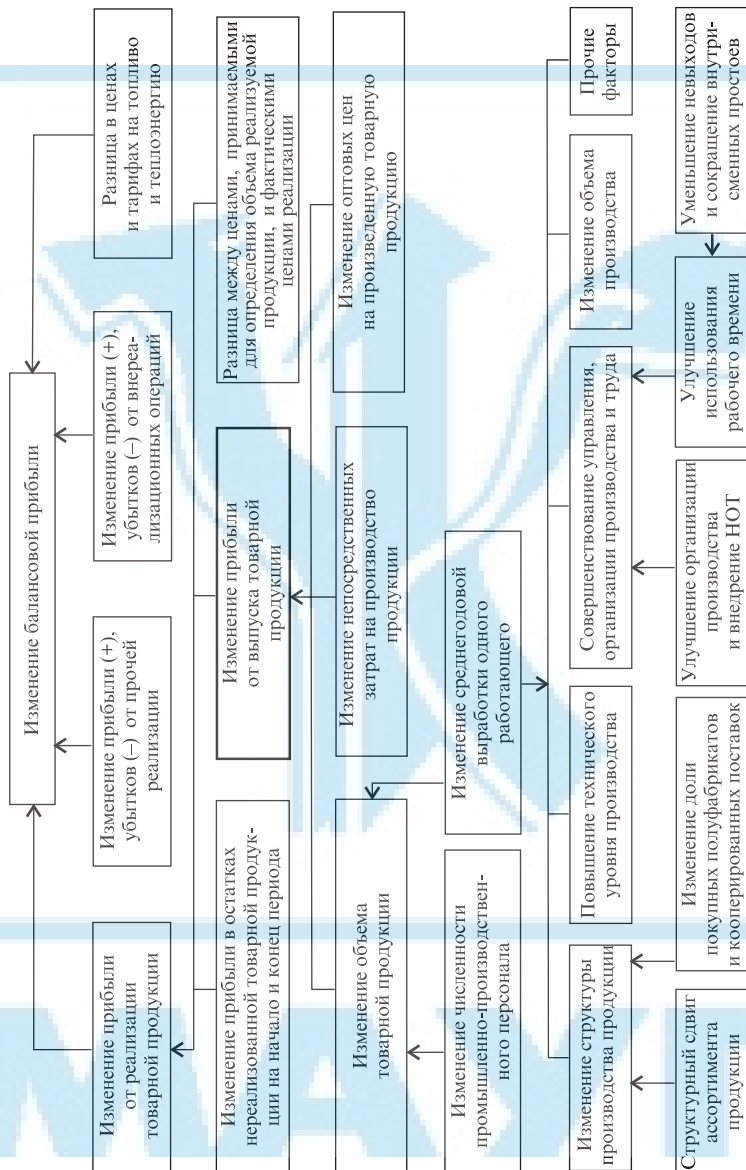 Изменение балансовой прибыли
Изменение прибыли
от реализации
товарной продукции
Изменение прибыли (+),
убытков (–) от прочей
реализации
Изменение прибыли (+),
убытков (–) от внереа-
лизационных операций
Разница в ценах
и тарифах на топливо
и теплоэнергию
Изменение прибыли в остатках
нереализованной товарной продук-
ции на начало и конец периода
Изменение прибыли
от выпуска товарной
продукции
Разница между ценами, принимаемыми
для определения объема реализуемой
продукции, и фактическими
ценами реализации
Изменение объема
товарной продукции
Изменение непосредственных
затрат на производство
продукции
Изменение оптовых цен
на произведенную товарную
продукцию
Изменение численности
промышленно-производствен-
ного персонала
Изменение среднегодовой
выработки одного
работающего
Изменение структуры
производства продукции
Повышение технического
уровня производства
Совершенствование управления,
организации производства и труда
Изменение объема
производства
Прочие
факторы
Структурный сдвиг
ассортимента
продукции
Изменение доли
покупных полуфабрикатов
и кооперированных поставок
Улучшение организации
производства
и внедрение НОТ
Улучшение
использования
рабочего времени
Уменьшение невыходов
и сокращение внутри-
сменных простоев